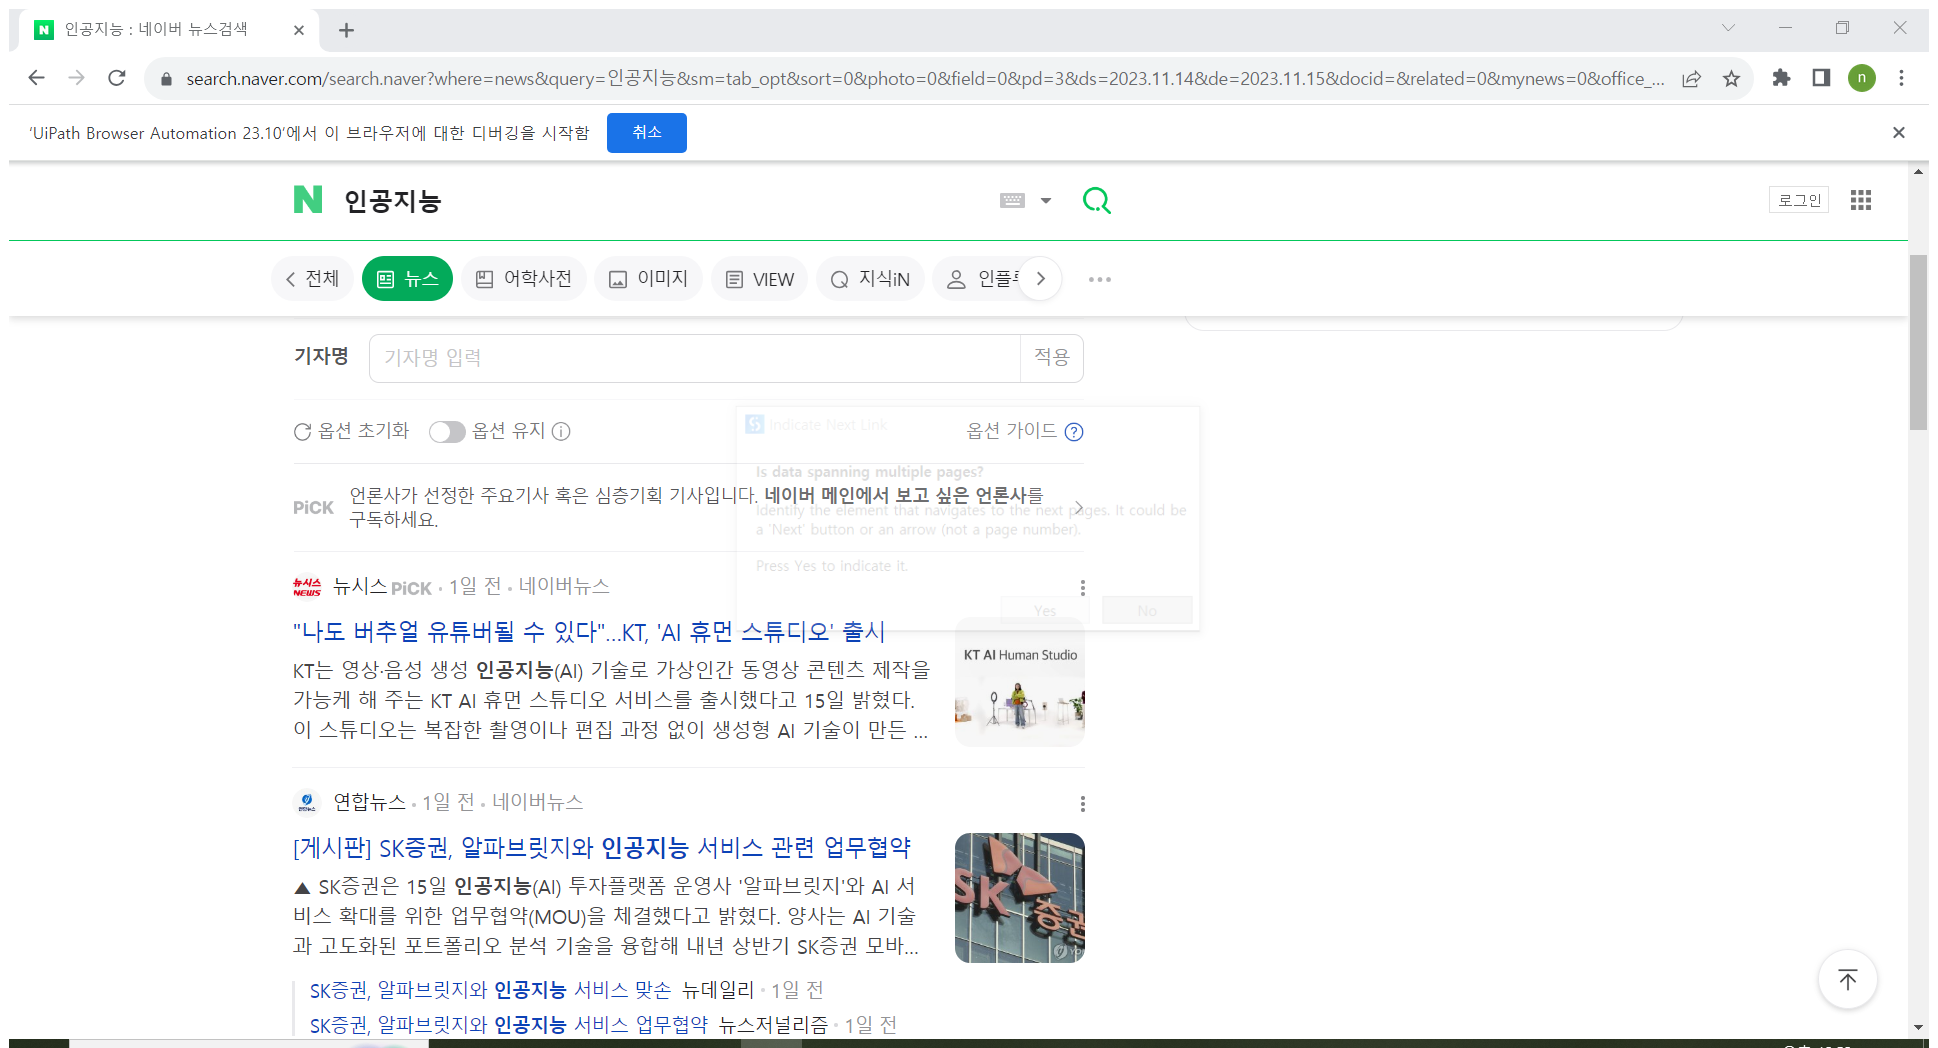 인공지능 : 네이버 뉴스검색
search.naver.com/search.naver?where=news&query=인공지능&sm=tab_opt&sort=0&photo=0&field=0&pd=3&ds=2023.11.14&de=2023.11.15&docid=&related=0&mynews=0&office_...
n
'UiPath Browser Automation 23.10'에서 이 브라우저에 대한 디버깅을 시작함 취소
N 인공지능
로그인
전체 뉴스 어학사전 이미지 VIEW 지식iN 인플루
기자명 기자명 입력 적용
옵션 초기화 옵션 유지 옵션 가이드
Indicate Next Link
Is data spanning multiple pages?
Identify the element that navigates to the next pages. It could be
a 'Next' button or an arrow (not a page number).
Press Yes to indicate it.
Yes No
PiCK 언론사가 선정한 주요기사 혹은 심층기획 기사입니다. 네이버 메인에서 보고 싶은 언론사를
구독하세요.
뉴시스 NEWS 뉴시스 PiCK · 1일 전 · 네이버뉴스
"나도 버추얼 유튜버될 수 있다"...KT, 'AI 휴먼 스튜디오' 출시
KT는 영상·음성 생성 인공지능(AI) 기술로 가상인간 동영상 콘텐츠 제작을
가능케 해 주는 KT AI 휴먼 스튜디오 서비스를 출시했다고 15일 밝혔다.
이 스튜디오는 복잡한 촬영이나 편집 과정 없이 생성형 AI 기술이 만든 ...
KT AI Human Studio
연합뉴스 · 1일 전 · 네이버뉴스
[게시판] SK증권, 알파브릿지와 인공지능 서비스 관련 업무협약
▲ SK증권은 15일 인공지능(AI) 투자플랫폼 운영사 '알파브릿지'와 AI 서
비스 확대를 위한 업무협약(MOU)을 체결했다고 밝혔다. 양사는 AI 기술
과 고도화된 포트폴리오 분석 기술을 융합해 내년 상반기 SK증권 모바...
SK 증권
SK증권, 알파브릿지와 인공지능 서비스 맞손 뉴데일리 · 1일 전
SK증권, 알파브릿지와 인공지능 서비스 업무협약 뉴스저널리즘 · 1일 전